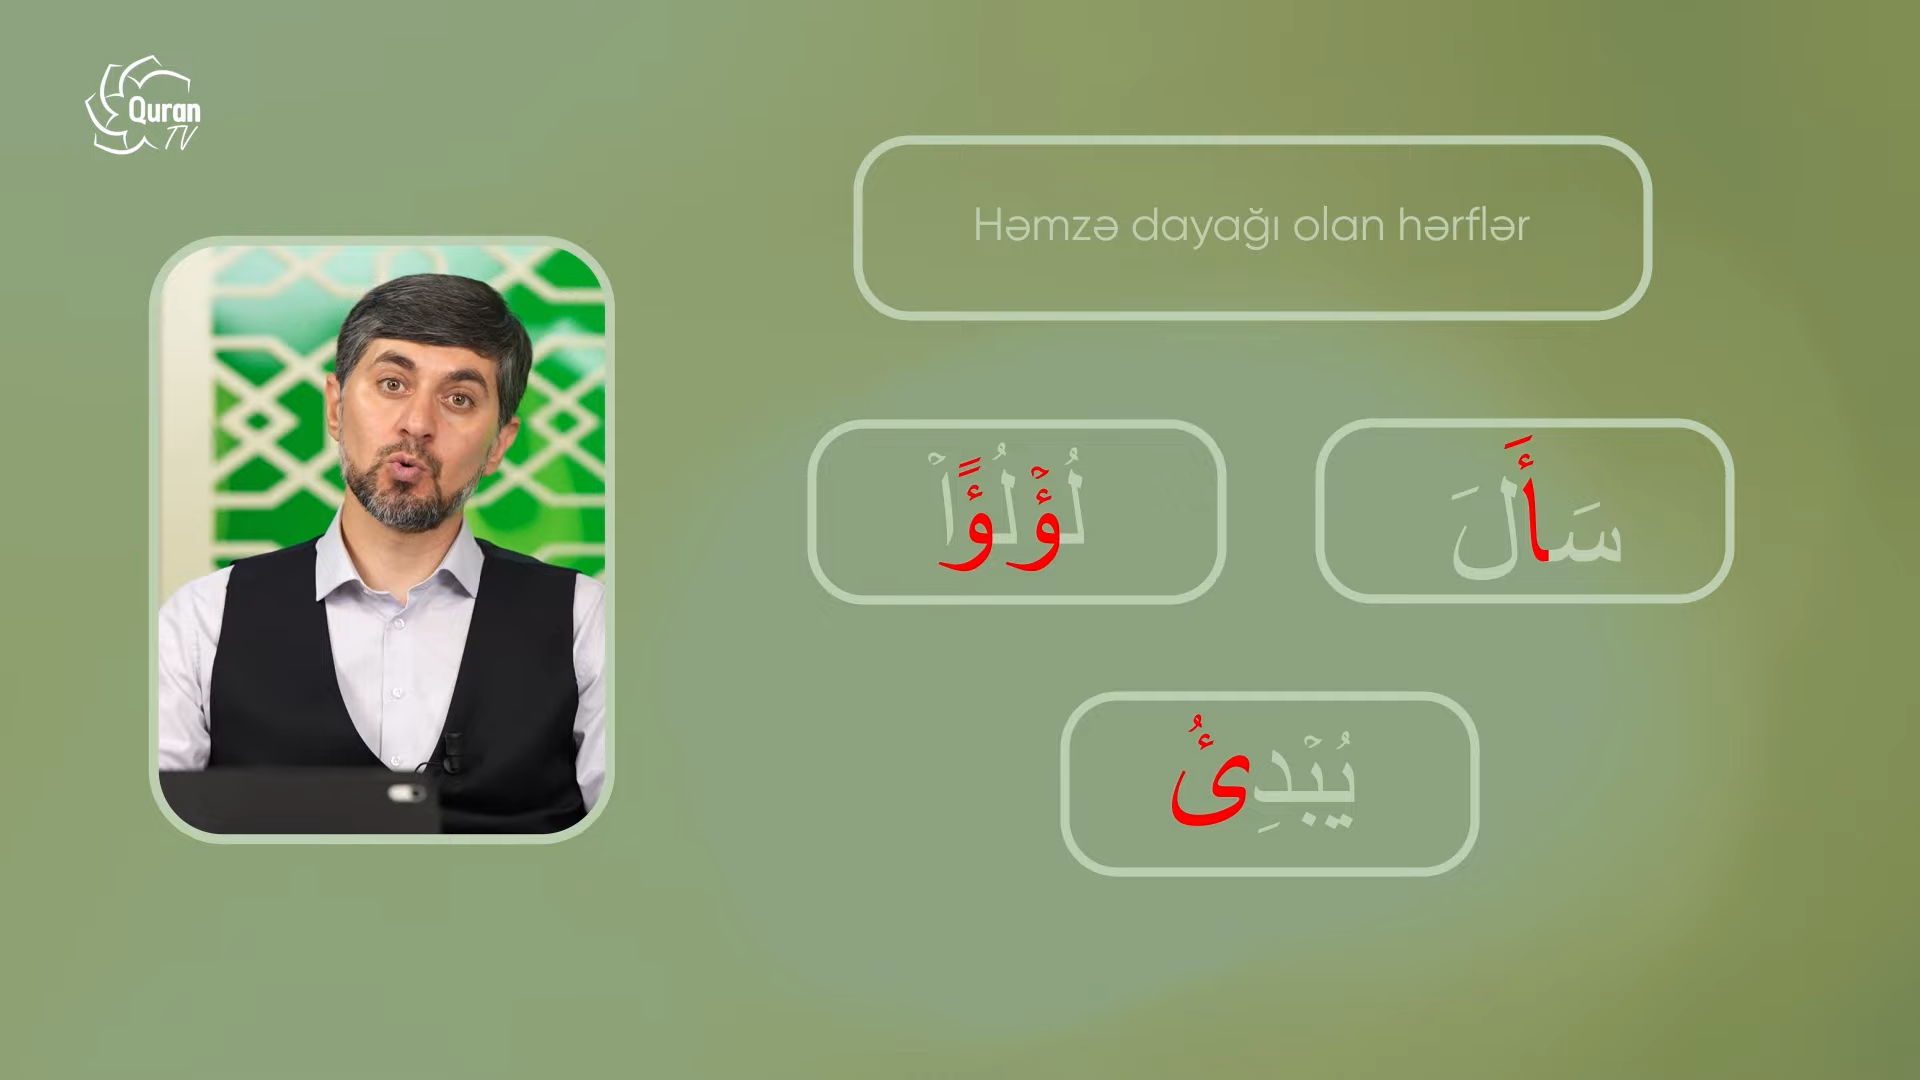 Quran
TV
Həmzə dayağı olan hərflər
سَأَلَ
لُؤۡلُؤًاۡ
يُبۡدِئُ